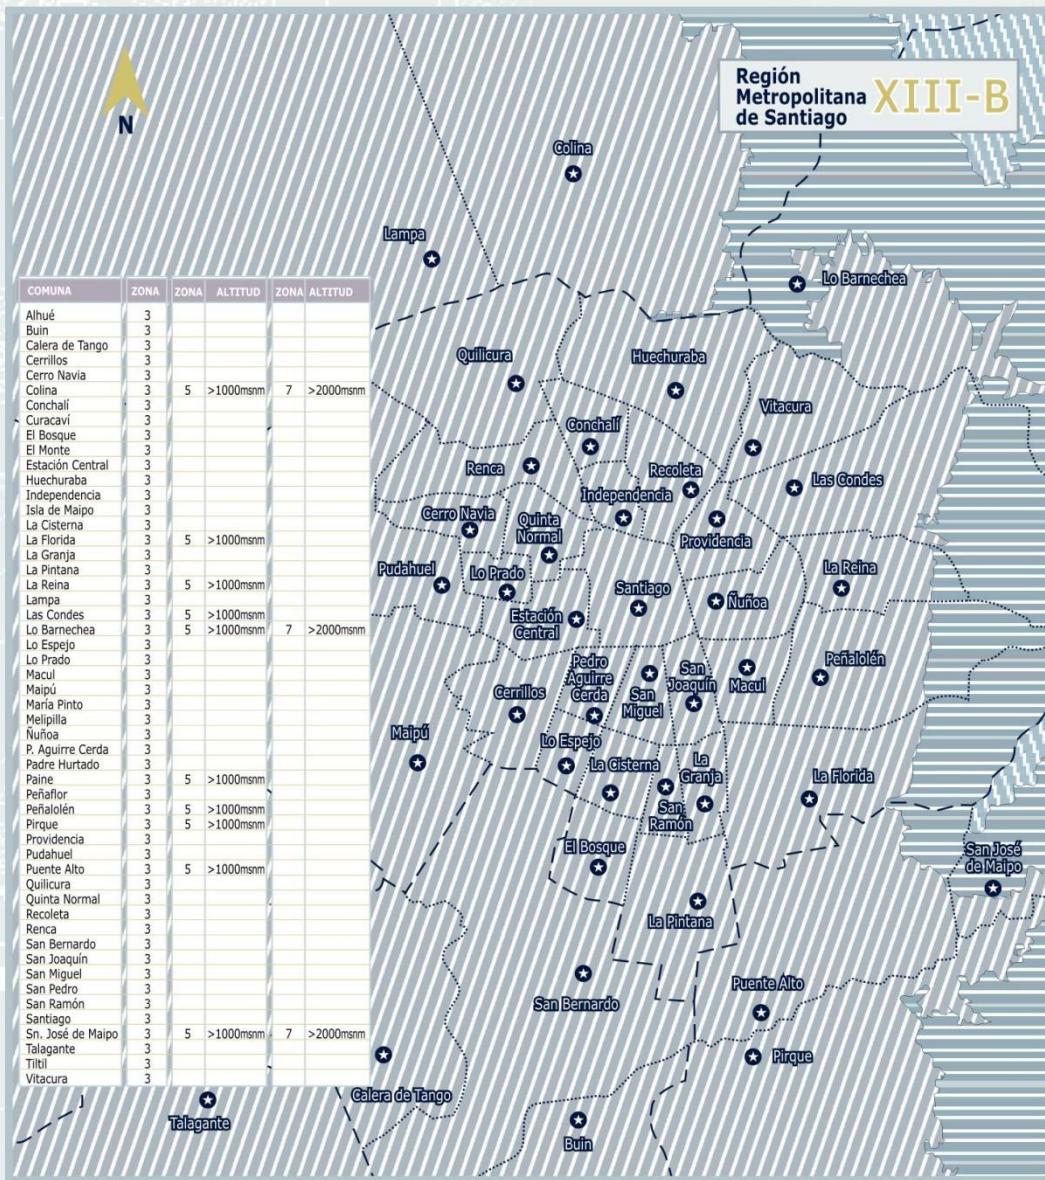 Región
Metropolitana
de Santiago
XIII-B
N
Colina
Lampa
Lo Barnechea
COMUNA ZONA ZONA ALTITUD ZONA ALTITUD
Alhué 3
Buin 3
Calera de Tango 3
Cerrillos 3
Cerro Navia 3
Colina 3 5 >1000msnm 7 >2000msnm
Conchalí 3
Curacaví 3
El Bosque 3
El Monte 3
Estación Central 3
Huechuraba 3
Independencia 3
Isla de Maipo 3
La Cisterna 3
La Florida 3 5 >1000msnm
La Granja 3
La Pintana 3
La Reina 3 5 >1000msnm
Lampa 3
Las Condes 3 5 >1000msnm
Lo Barnechea 3 5 >1000msnm 7 >2000msnm
Lo Espejo 3
Lo Prado 3
Macul 3
Maipú 3
María Pinto 3
Melipilla 3
Ñuñoa 3
P. Aguirre Cerda 3
Padre Hurtado 3
Paine 3 5 >1000msnm
Peñaflor 3
Peñalolén 3 5 >1000msnm
Pirque 3 5 >1000msnm
Providencia 3
Pudahuel 3
Puente Alto 3 5 >1000msnm
Quilicura 3
Quinta Normal 3
Recoleta 3
Renca 3
San Bernardo 3
San Joaquín 3
San Miguel 3
San Pedro 3
San Ramón 3
Santiago 3
Sn. José de Maipo 3 5 >1000msnm 7 >2000msnm
Talagante 3
Tiltil 3
Vitacura 3
Quilicura
Huechuraba
Vitacura
Conchalí
Renca
Recoleta
Las Condes
Independencia
Cerro Navia
Quinta
Normal
Providencia
Pudahuel
Lo Prado
La Reina
Santiago
Ñuñoa
Estación
Central
Pedro
Aguirre
Cerda
San
Joaquín
Peñalolén
Macul
Cerrillos
San
Miguel
Maipú
Lo Espejo
La Cisterna
La
Granja
La Florida
San
Ramón
El Bosque
San José
de Maipo
La Pintana
San Bernardo
Puente Alto
Pirque
Calera de Tango
Talagante
Buin